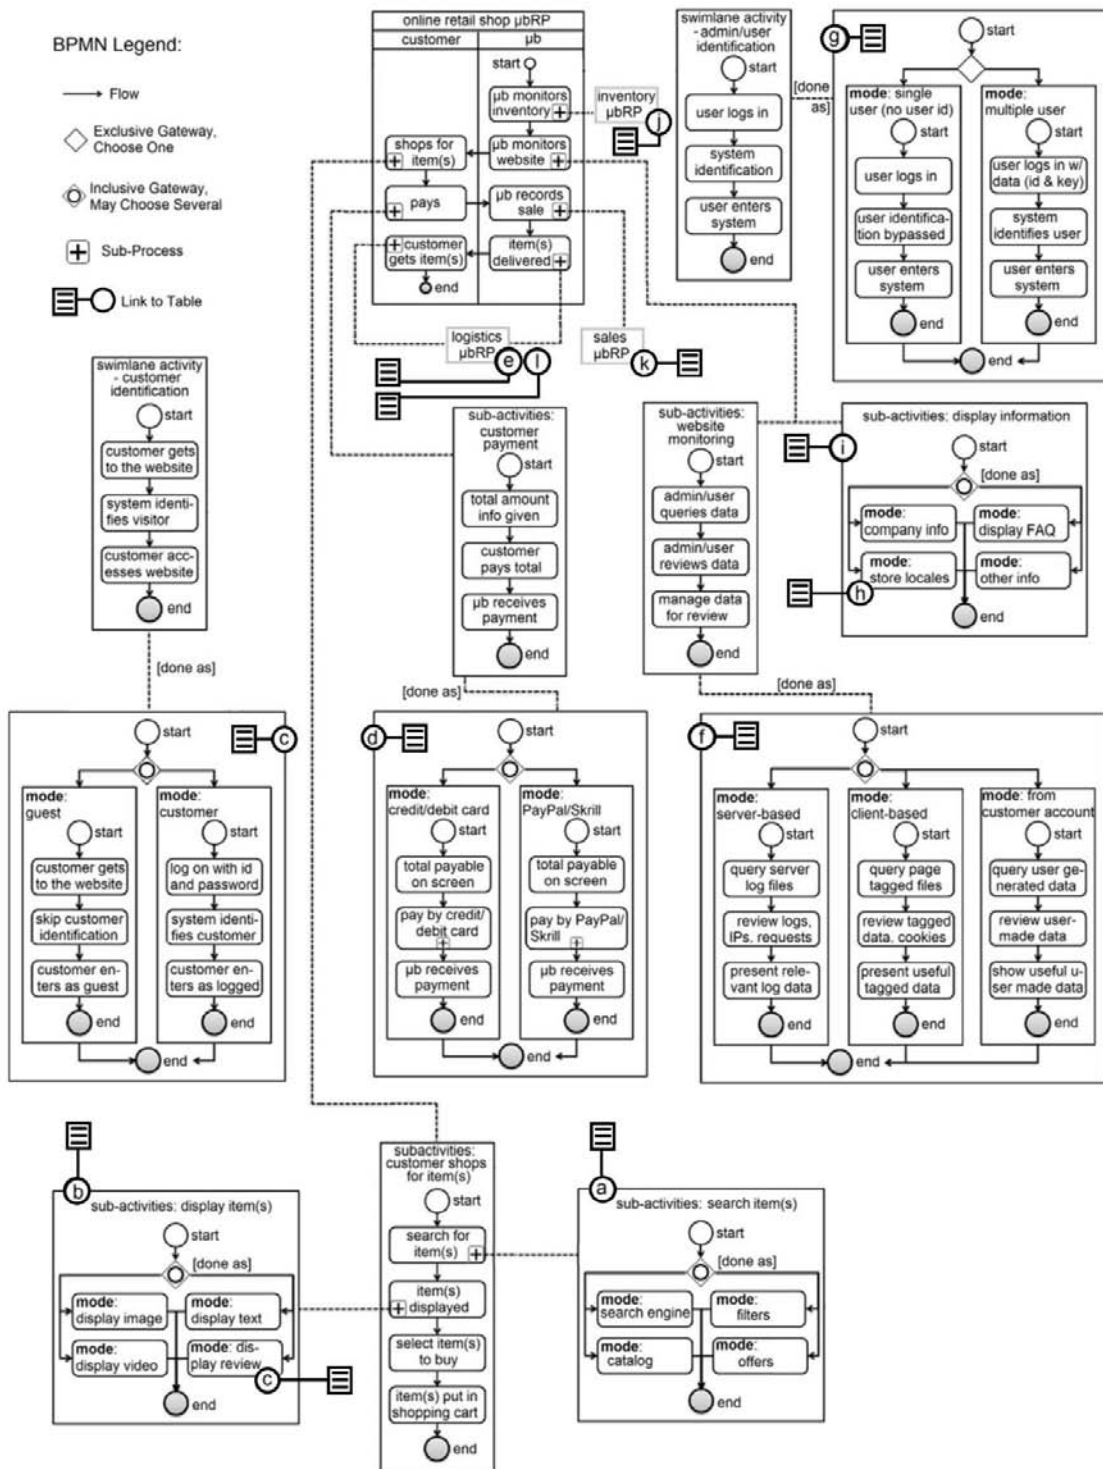 BPMN Legend:
Flow
Exclusive Gateway,
Choose One
Inclusive Gateway,
May Choose Several
Sub-Process
Link to Table
online retail shop µbRP
customer
µb
start
µb monitors
inventory
µb monitors
website
shops for
item(s)
pays
µb records
sale
customer
gets item(s)
item(s)
delivered
end
inventory
µbRP
j
logistics
µbRP
e
l
sales
µbRP
k
swimlane activity
- admin/user
identification
start
user logs in
system
identification
user enters
system
end
[done
as]
g
start
mode: single
user (no user id)
start
user logs in
user identifica-
tion bypassed
user enters
system
end
mode:
multiple user
start
user logs in w/
data (id & key)
system
identifies user
user enters
system
end
end
swimlane activity
- customer
identification
start
customer gets
to the website
system identi-
fies visitor
customer acc-
esses website
end
[done as]
sub-activities:
customer
payment
start
total amount
info given
customer
pays total
µb receives
payment
end
[done as]
sub-activities:
website
monitoring
start
admin/user
queries data
admin/user
reviews data
manage data
for review
end
[done as]
sub-activities: display information
i
start
[done as]
mode:
company info
mode:
display FAQ
mode:
store locales
mode:
other info
h
end
c
start
mode:
guest
start
customer gets
to the website
skip customer
identification
customer en-
ters as guest
end
mode:
customer
start
log on with id
and password
system identi-
fies customer
customer en-
ters as logged
end
end
d
start
mode:
credit/debit card
start
total payable
on screen
pay by credit/
debit card
µb receives
payment
end
mode:
PayPal/Skrill
start
total payable
on screen
pay by PayPal/
Skrill
µb receives
payment
end
end
f
start
mode:
server-based
start
query server
log files
review logs,
IPs. requests
present rele-
vant log data
end
mode:
client-based
start
query page
tagged files
review tagged
data. cookies
present useful
tagged data
end
mode: from
customer account
start
query user ge-
nerated data
review user-
made data
show useful u-
ser made data
end
end
b
sub-activities: display item(s)
start
[done as]
mode:
display image
mode:
display text
mode:
display video
mode: dis-
play review
c
end
subactivities:
customer shops
for item(s)
start
search for
item(s)
item(s)
displayed
select item(s)
to buy
item(s) put in
shopping cart
end
a
sub-activities: search item(s)
start
[done as]
mode:
search engine
mode:
filters
mode:
catalog
mode:
offers
end